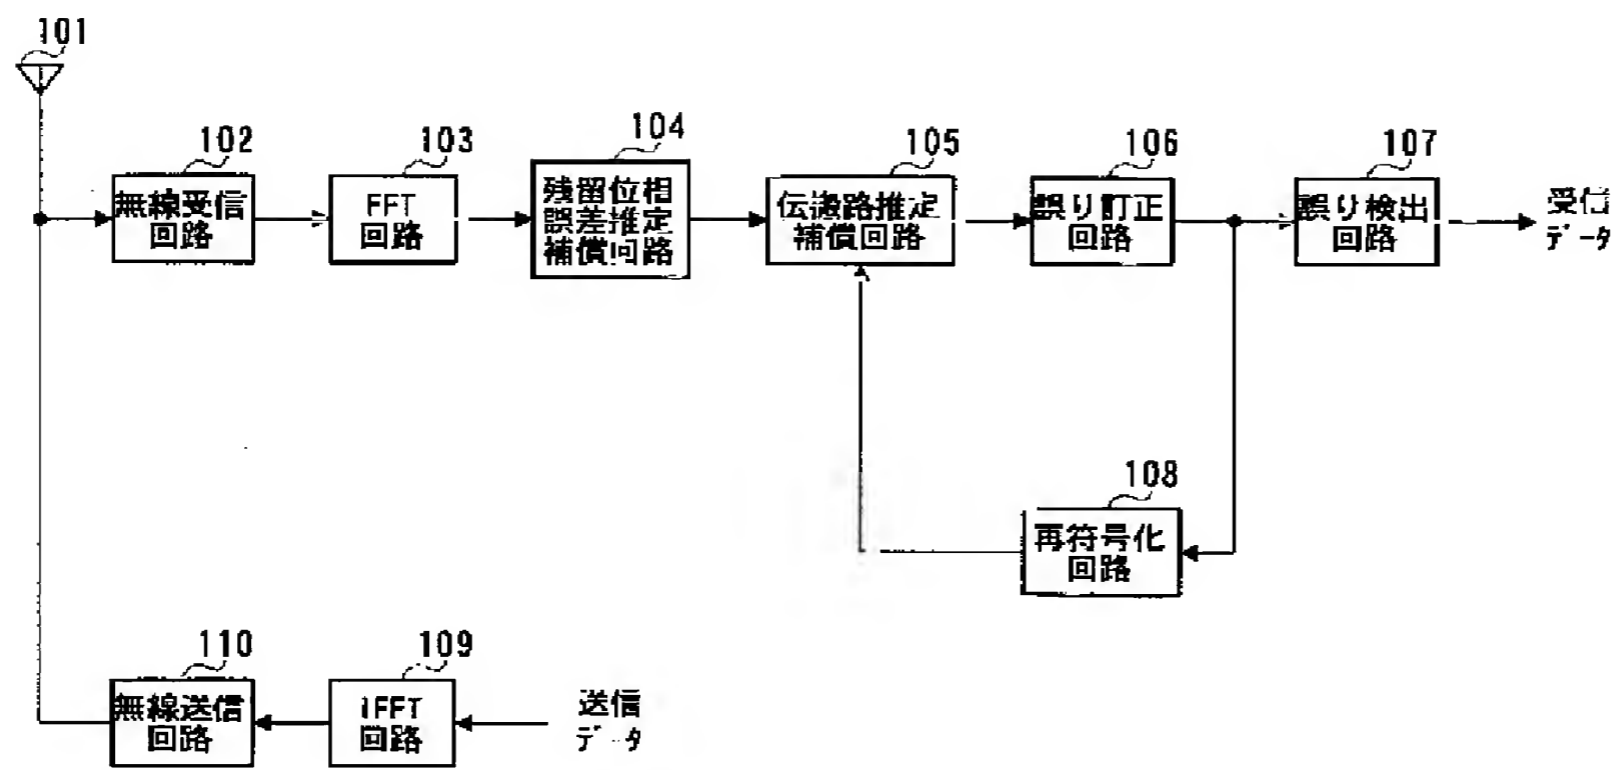 101
102
無線受信
回路
103
FFT
回路
104
残留位相
誤差推定
補償回路
105
伝搬路推定
補償回路
106
誤り訂正
回路
107
誤り検出
回路
受信
データ
108
再符号化
回路
110
無線送信
回路
109
IFFT
回路
送信
データ